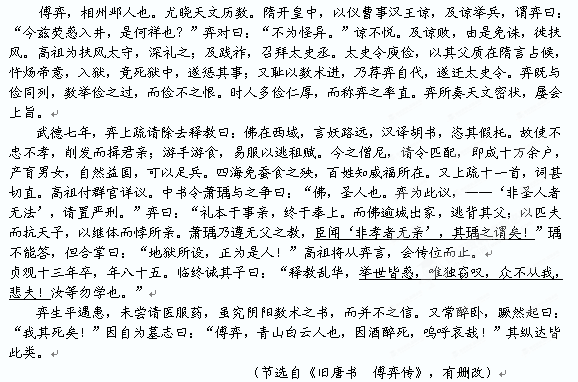 傅弈，相州邺人也。尤晓天文历数。隋开皇中，以仪曹事汉王谅，及谅举兵，谓弈曰：
“今兹荧惑入井，是何祥也？”弈对曰：“不为怪异。”谅不悦。及谅败，由是免诛，徙扶
风。高祖为扶风太守，深礼之；及践祚，召拜太史丞。太史令庾俭，以其父质在隋言占候，
忤炀帝意，入狱，竟死狱中，遂惩其事；又耻以数术进，乃荐弈自代，遂迁太史令。弈既与
俭同列，数举俭之过，而俭不之恨。时人多俭仁厚，而称弈之率直。弈所奏天文密状，屡会
上旨。↵
武德七年，弈上疏请除去释教曰：佛在西域，言妖路远，汉译胡书，恣其假托。故使不
忠不孝，削发而揖君亲；游手游食，易服以逃租赋。今之僧尼，请令匹配，即成十万余户，
产育男女，自然益国，可以足兵。四海免蚕食之殃，百姓知威福所在。又上疏十一首，词甚
切直。高祖付群官详议。中书令萧瑀与之争曰：“佛，圣人也。弈为此议，——‘非圣人者
无法’，请置严刑。”弈曰：“礼本于事亲，终于奉上。而佛逾城出家，逃背其父；以匹夫
而抗天子，以继体而悖所亲。萧瑀乃遵无父之教，臣闻‘非孝者无亲’，其瑀之谓矣！”瑀
不能答，但合掌曰：“地狱所设，正为是人！”高祖将从弈言，会传位而止。↵
贞观十三年卒，年八十五。临终诫其子曰：“释教乱华，举世皆惑，唯独窃叹，众不从我，
悲夫！汝等勿学也。”↵
弈生平遇患，未尝请医服药，虽究阴阳数术之书，而并不之信。又常醉卧，蹶然起曰：
“我其死矣！”因自为墓志曰：“傅弈，青山白云人也，因酒醉死，呜呼哀哉！”其纵达皆
此类。↵
（节选自《旧唐书 傅弈传》，有删改）↵